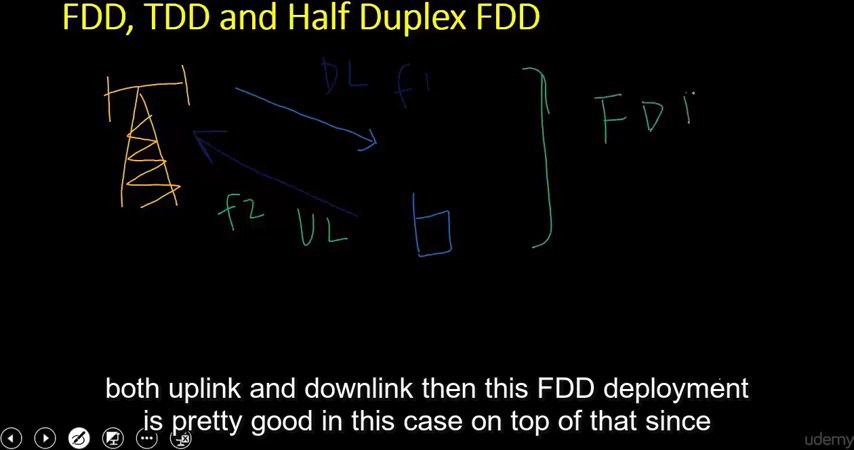 FDD, TDD and Half Duplex FDD
DL f1
FDD
f2 UL
both uplink and downlink then this FDD deployment
is pretty good in this case on top of that since
udemy